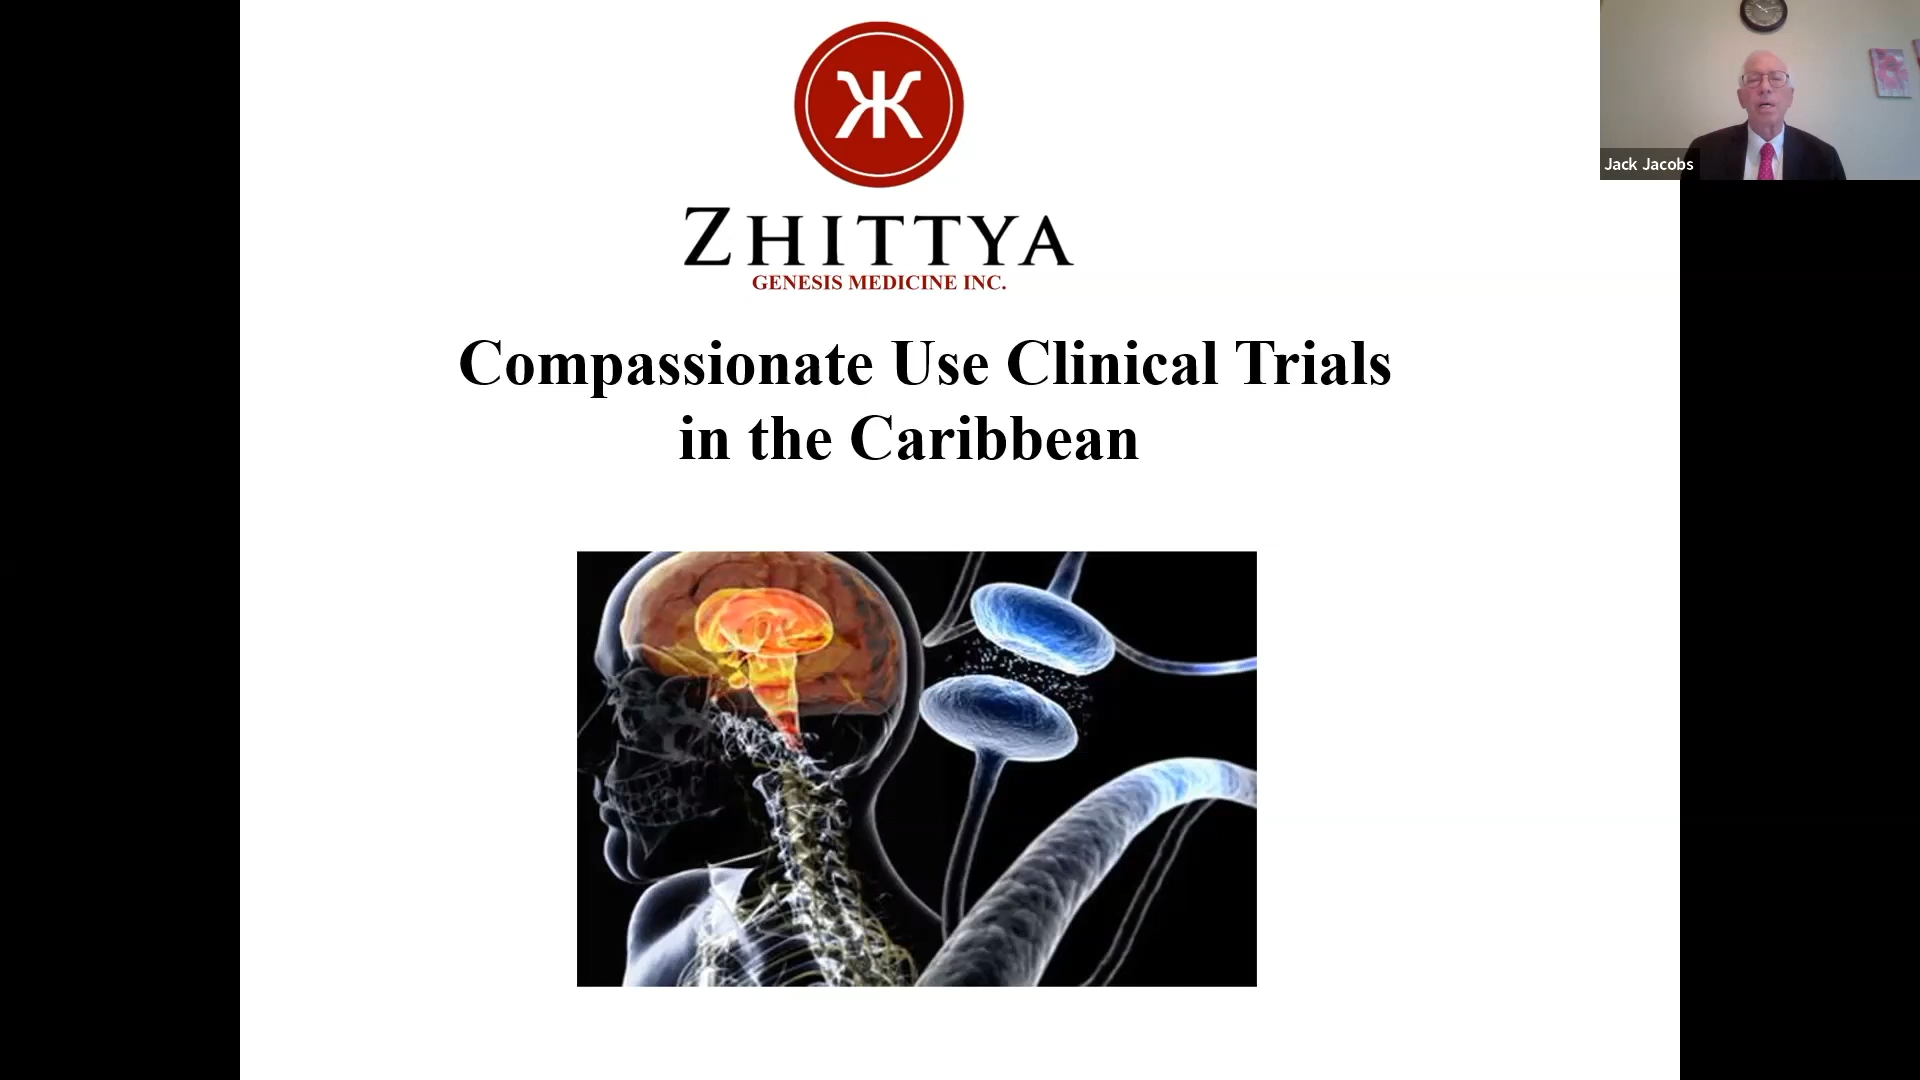 Ж
ZHITTYA
GENESIS MEDICINE INC.
Compassionate Use Clinical Trials
in the Caribbean
Jack Jacobs